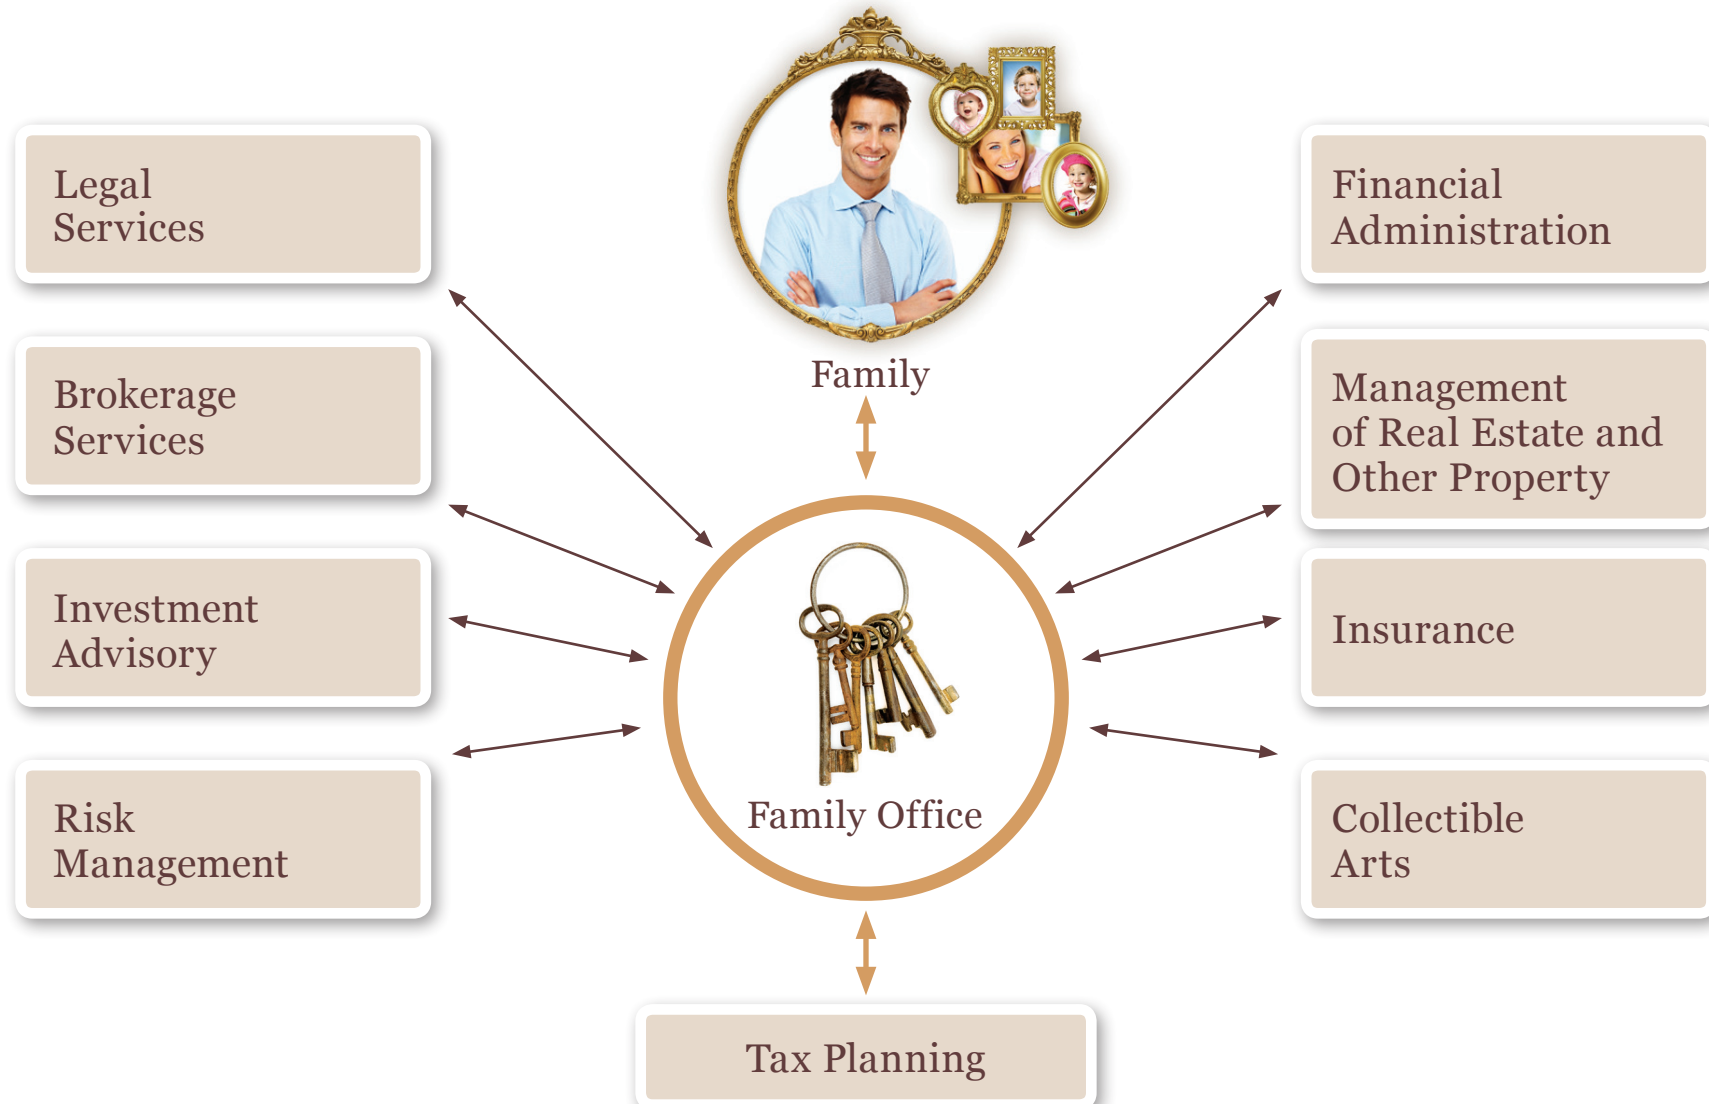 Legal
Services
Brokerage
Services
Investment
Advisory
Risk
Management
Family
Family Office
Tax Planning
Financial
Administration
Management
of Real Estate and
Other Property
Insurance
Collectible
Arts